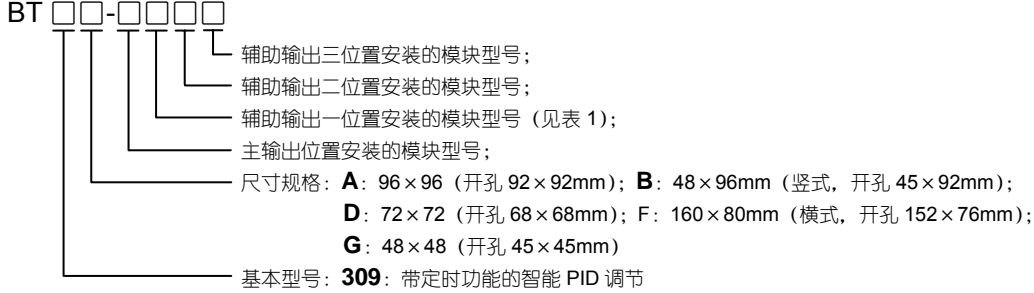 BT □□-□□□□
辅助输出三位置安装的模块型号；
辅助输出二位置安装的模块型号；
辅助输出一位置安装的模块型号（见表 1）；
主输出位置安装的模块型号；
尺寸规格：A：96×96（开孔 92×92mm）；B：48×96mm（竖式，开孔 45×92mm）；
D：72×72（开孔 68×68mm）；F：160×80mm（横式，开孔 152×76mm）；
G：48×48（开孔 45×45mm）
基本型号：309：带定时功能的智能 PID 调节